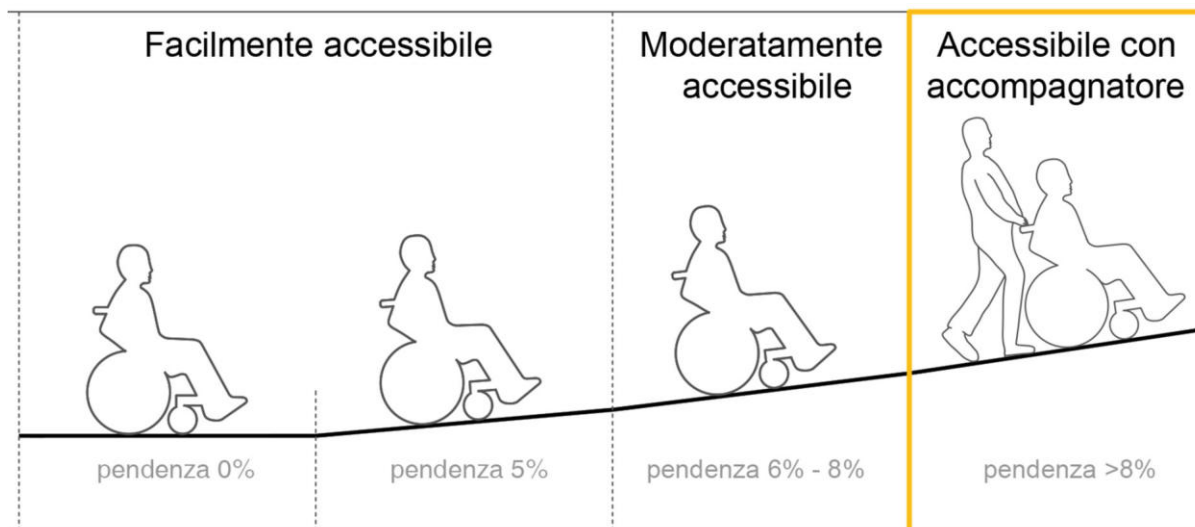 Facilmente accessibile
Moderatamente
accessibile
Accessibile con
accompagnatore
pendenza 0%
pendenza 5%
pendenza 6% - 8%
pendenza >8%